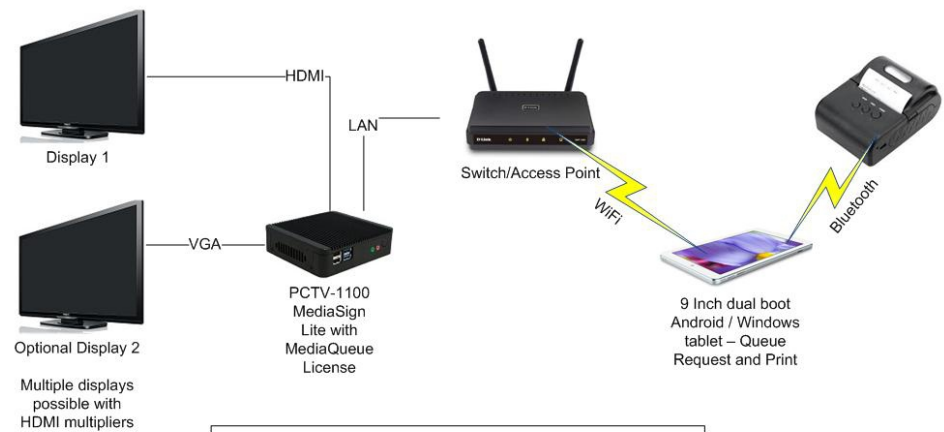 HDMI
Display 1
LAN
Switch/Access Point
WiFi
Bluetooth
VGA
Optional Display 2
Multiple displays
possible with
HDMI multipliers
PCTV-1100
MediaSign
Lite with
MediaQueue
License
9 Inch dual boot
Android / Windows
tablet – Queue
Request and Print
D-Link